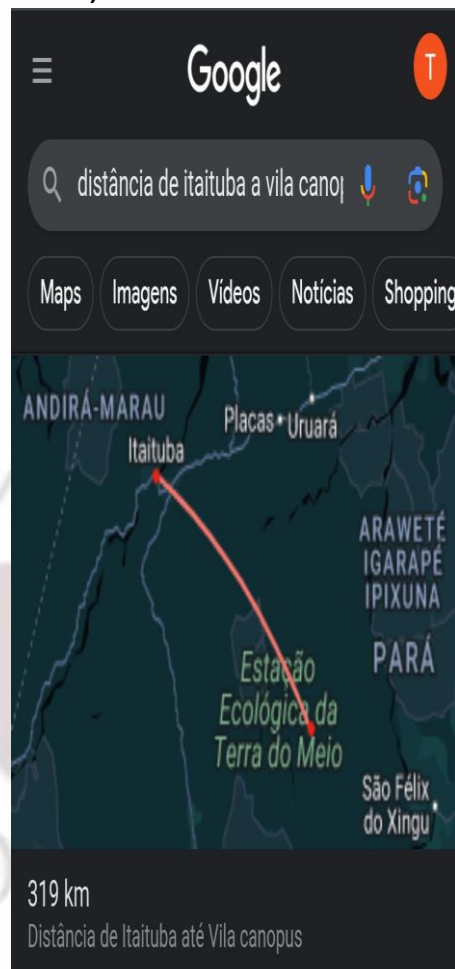 Google
T
distância de itaituba a vila canop
Maps Imagens Vídeos Notícias Shopping
ANDIRÁ-MARAU
Placas Uruará
Itaituba
ARAWETÉ
IGARAPÉ
IPIXUNA
PARÁ
Estação
Ecológica da
Terra do Meio
São Félix
do Xingu
319 km
Distância de Itaituba até Vila canopus